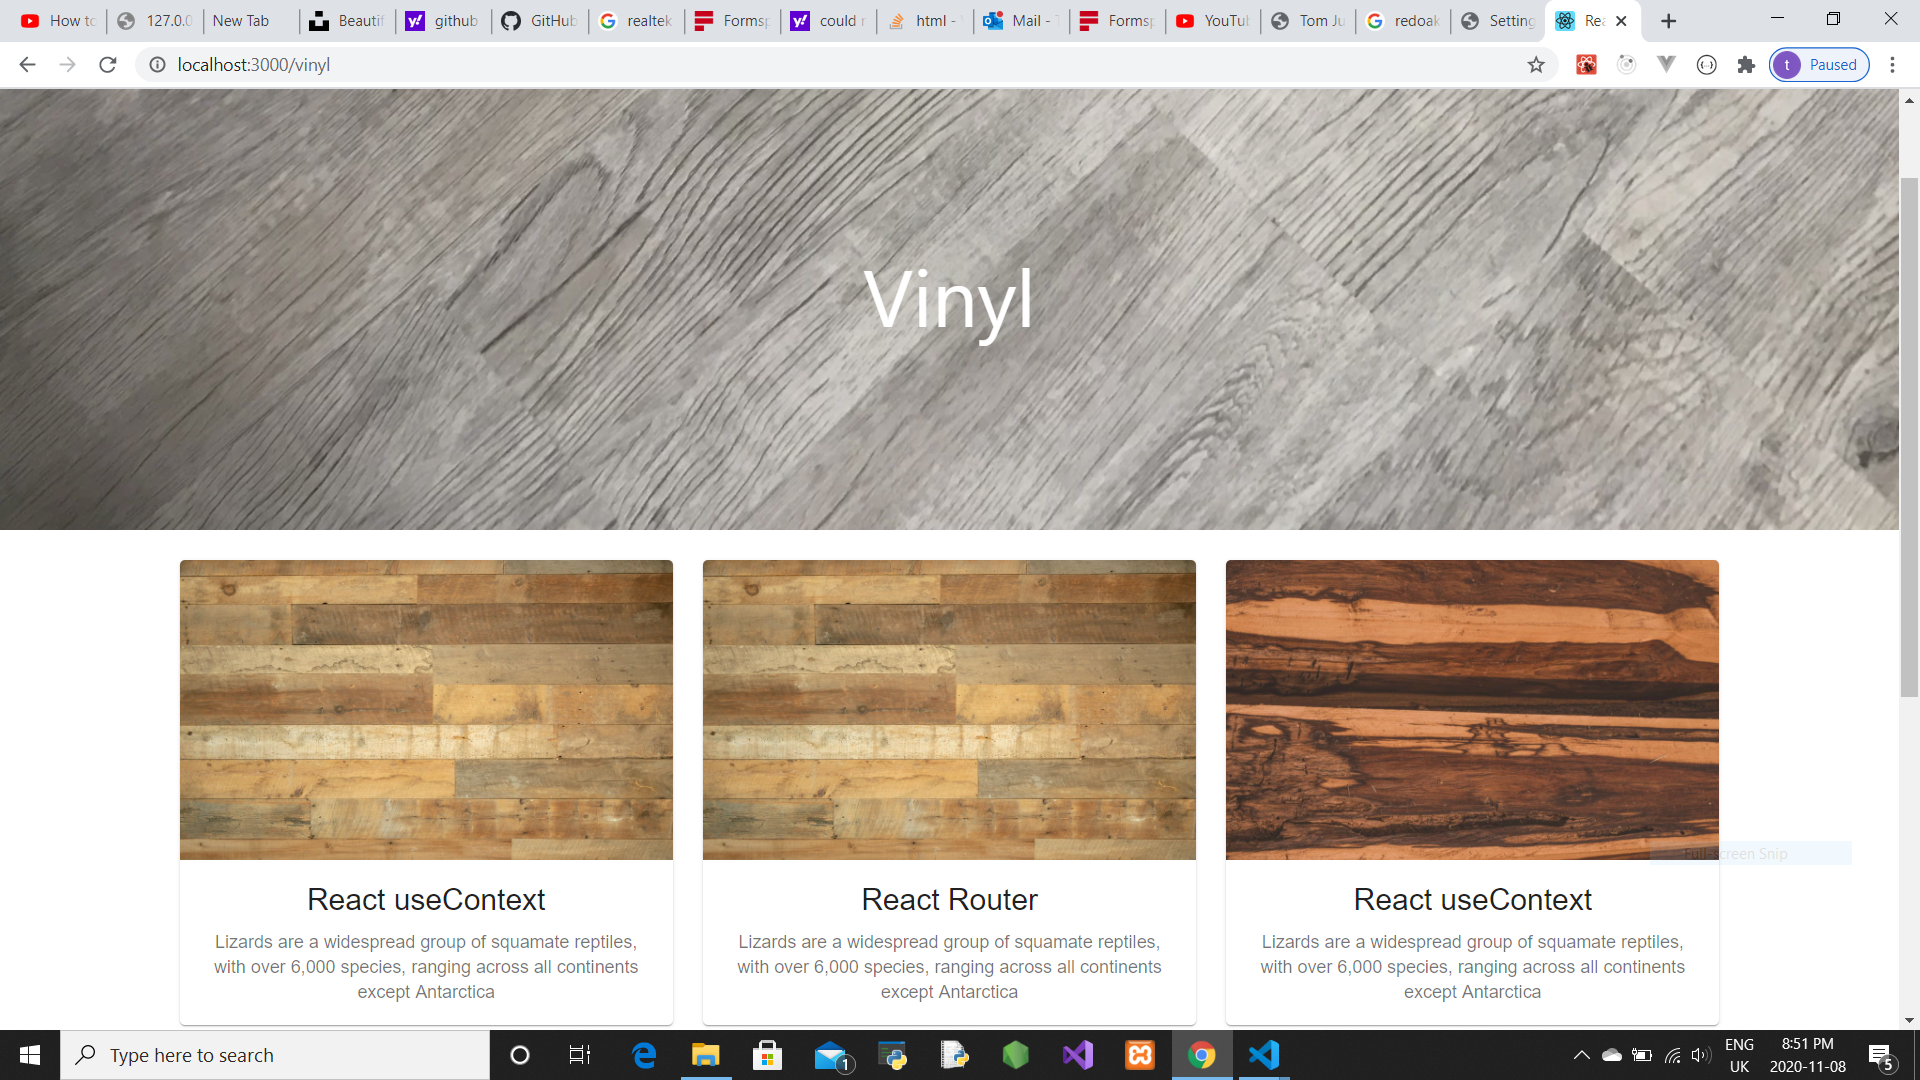 How to
127.0.0
New Tab
Beautif
github
GitHub
realtek
Formsp
could n
html -
Mail - T
Formsp
YouTub
Tom Ju
redoak
Setting
Rea
localhost:3000/vinyl
t
Paused
Vinyl
React useContext
Lizards are a widespread group of squamate reptiles,
with over 6,000 species, ranging across all continents
except Antarctica
React Router
Lizards are a widespread group of squamate reptiles,
with over 6,000 species, ranging across all continents
except Antarctica
React useContext
Lizards are a widespread group of squamate reptiles,
with over 6,000 species, ranging across all continents
except Antarctica
Full-screen Snip
Type here to search
1
ENG
UK
8:51 PM
2020-11-08
5